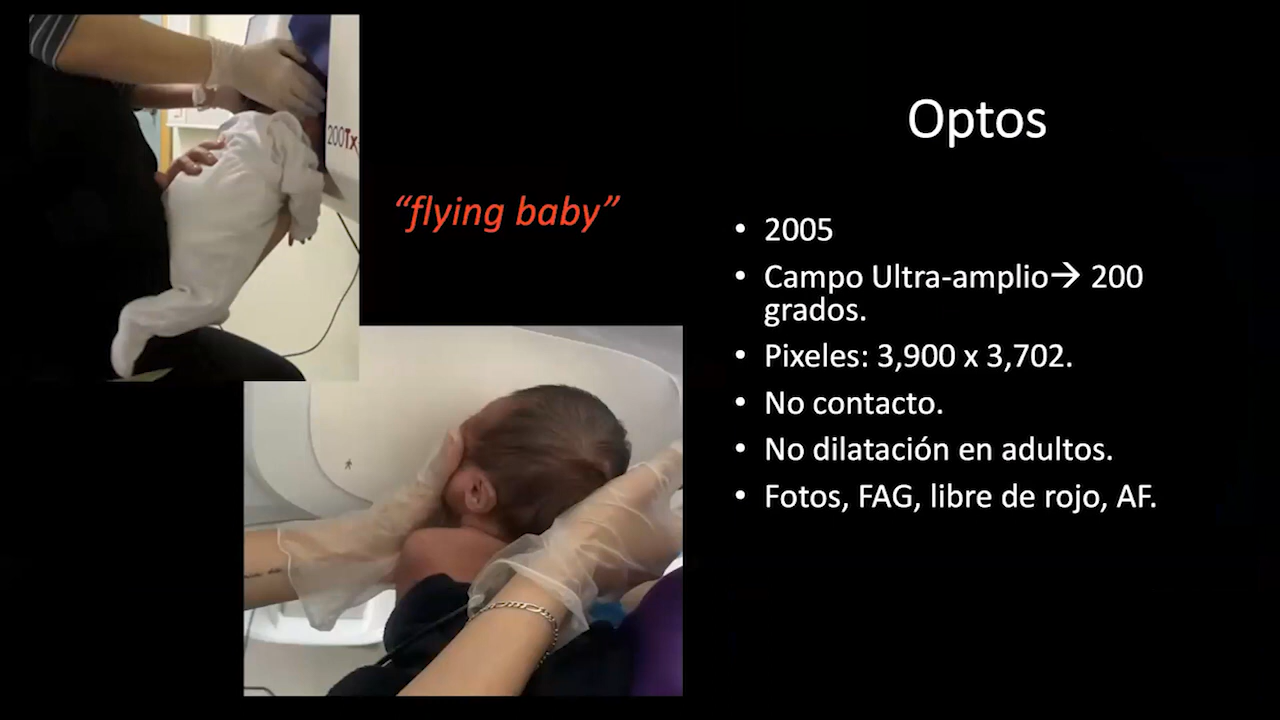 Optos
200Tx
“flying baby”
• 2005
• Campo Ultra-amplio→ 200
grados.
• Pixeles: 3,900 x 3,702.
• No contacto.
• No dilatación en adultos.
• Fotos, FAG, libre de rojo, AF.